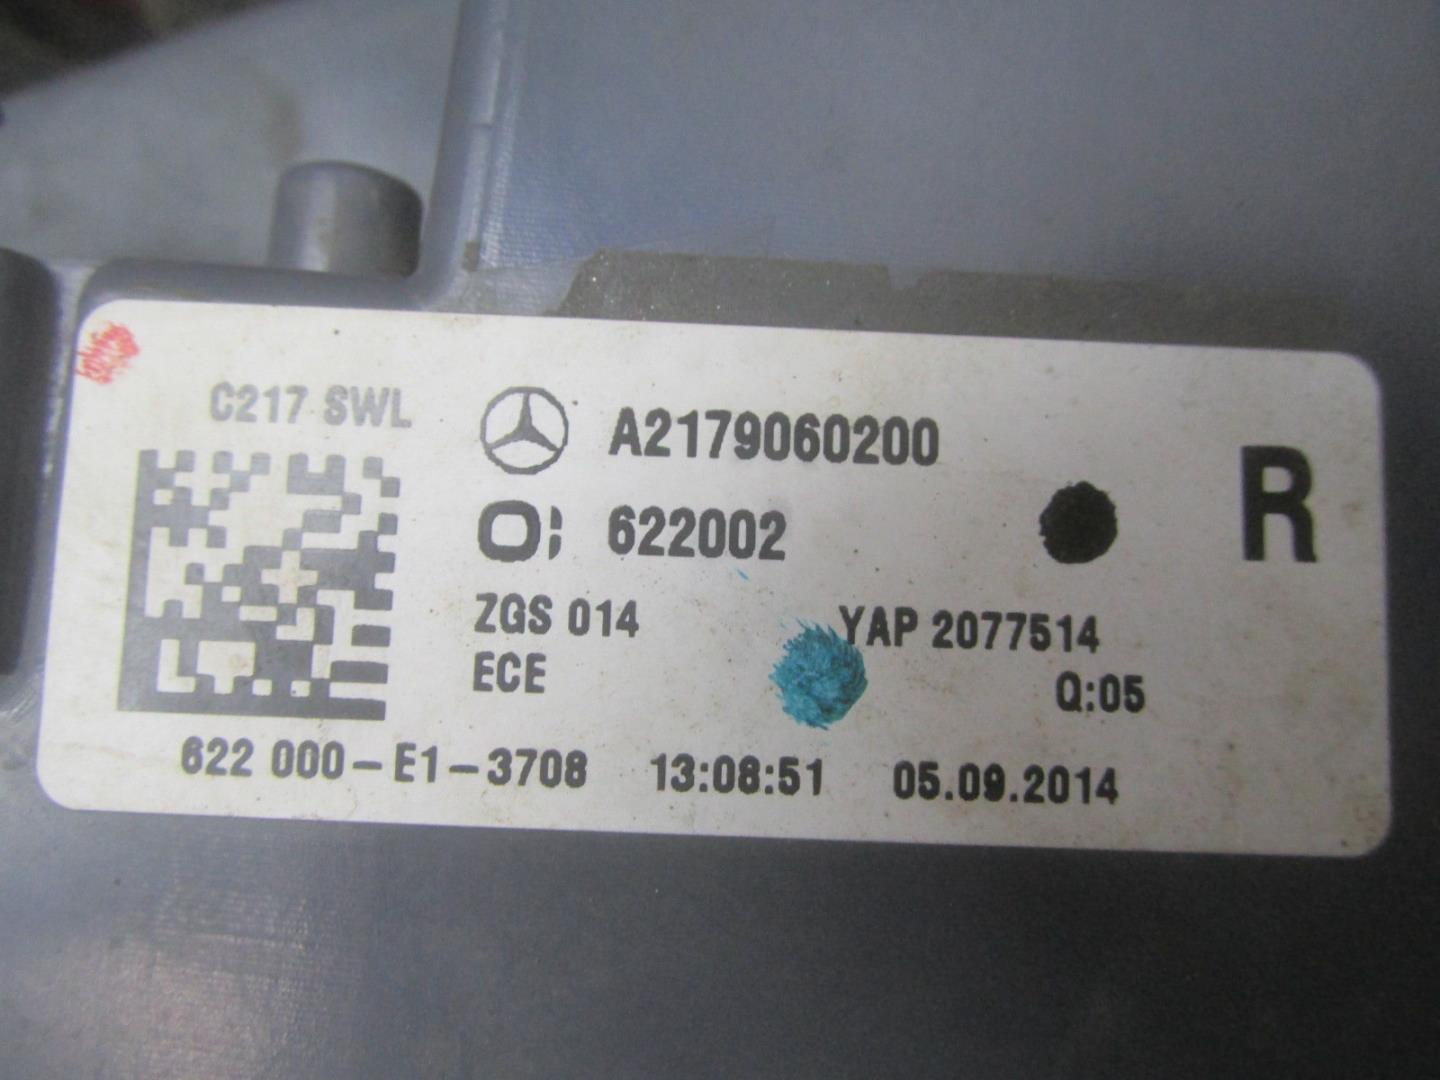 C217 SWL
A2179060200
622002
R
ZGS 014
YAP 2077514
ECE
Q:05
622 000-E1-3708 13:08:51 05.09.2014